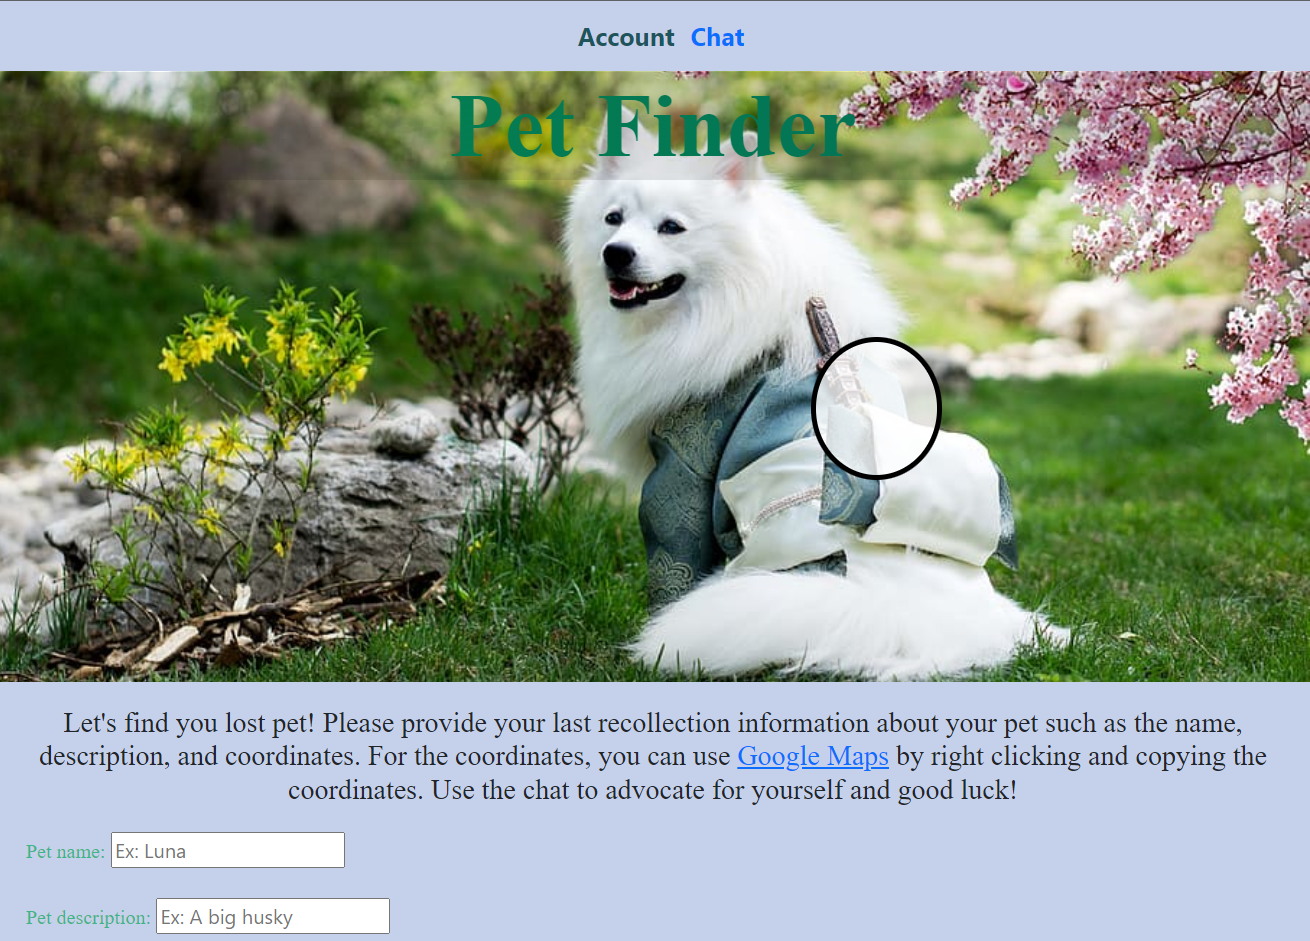 Account Chat
Pet Finder
Let's find you lost pet! Please provide your last recollection information about your pet such as the name,
description, and coordinates. For the coordinates, you can use Google Maps by right clicking and copying the
coordinates. Use the chat to advocate for yourself and good luck!
Pet name: Ex: Luna
Pet description: Ex: A big husky